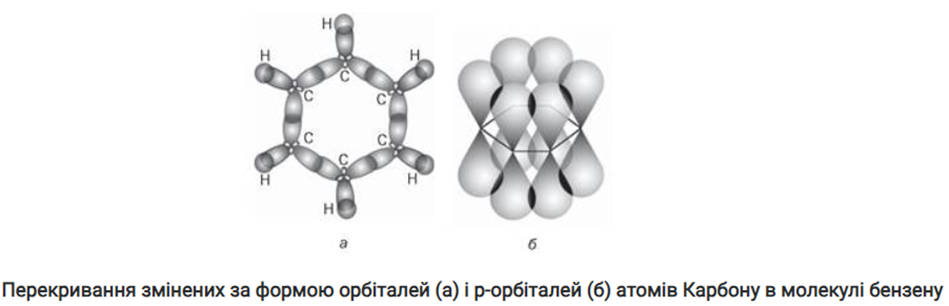 H
H
H
C
C
C
C
C
C
H
H
H
а
б
Перекривання змінених за формою орбіталей (а) і р-орбіталей (б) атомів Карбону в молекулі бензену